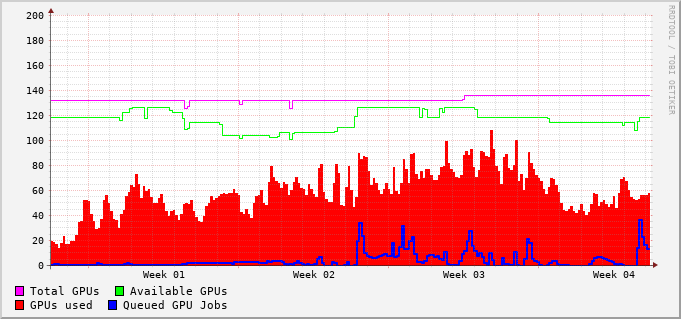 200
180
160
140
120
100
80
60
40
20
0
Week 01 Week 02 Week 03 Week 04
Total GPUs Available GPUs
GPUs used Queued GPU Jobs
RRDTOOL / TOBI OETIKER